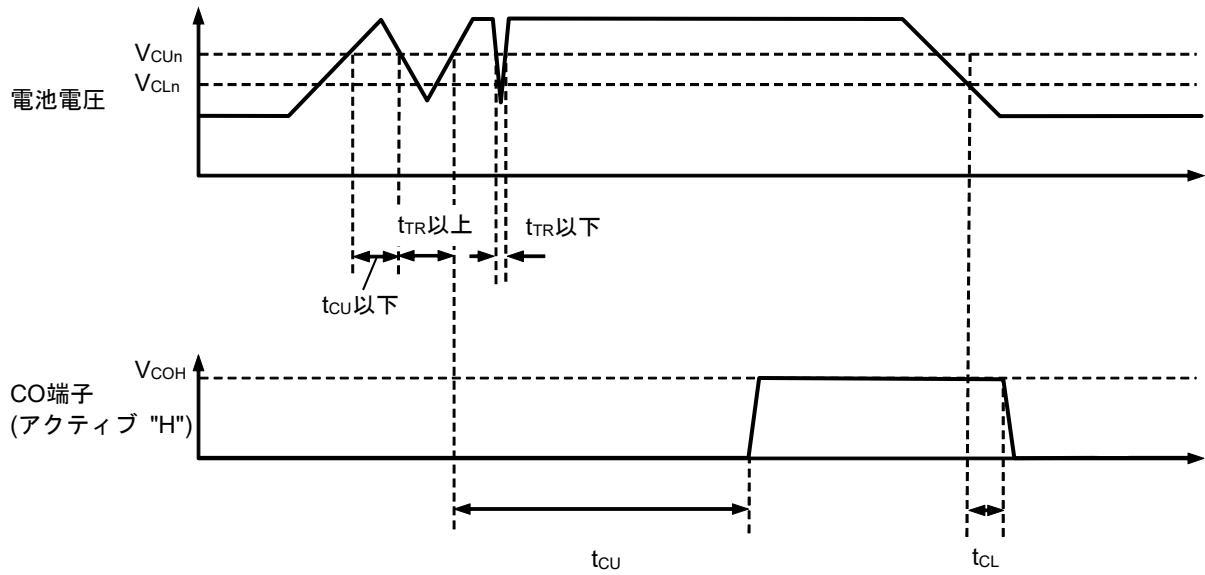 VCUn
VCLn
電池電圧
tTR以上
tTR以下
tCU以下
VCOH
CO端子
(アクティブ "H")
tCU
tCL